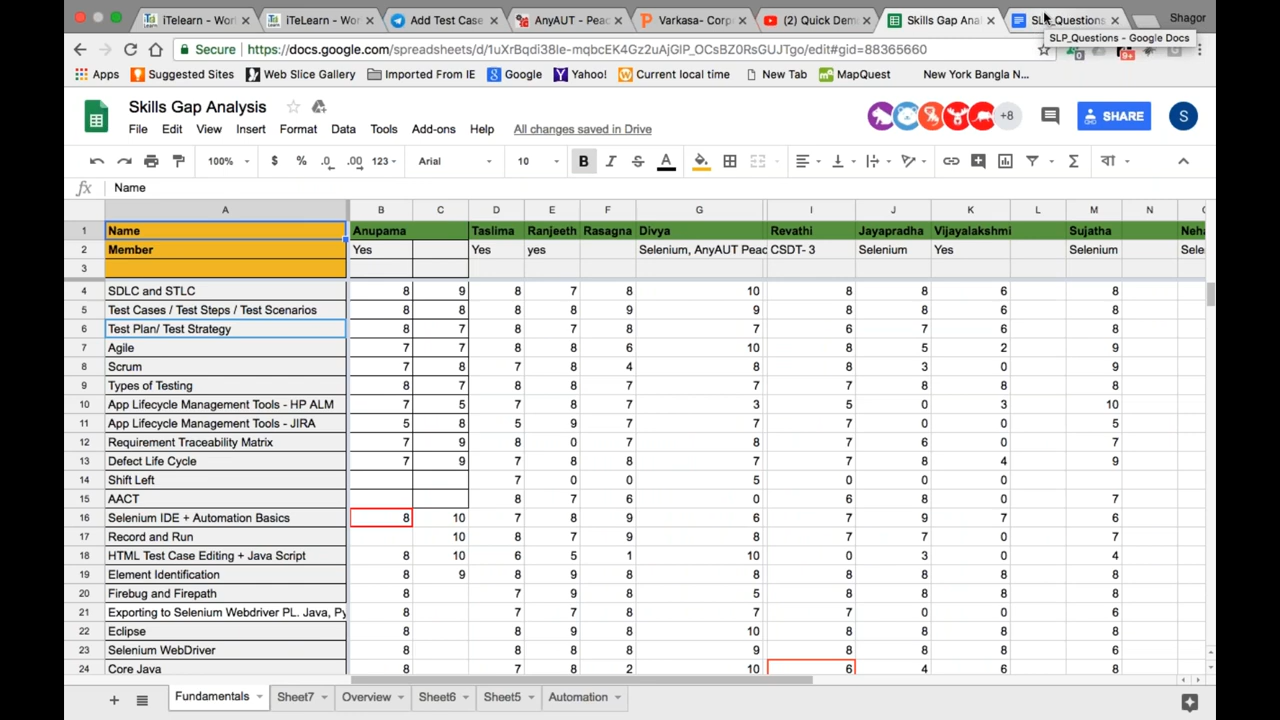 iTelearn - Worl
iTeLearn - Wor
Add Test Case
AnyAUT - Peac
Varkasa- Corp
(2) Quick Demo
Skills Gap Anal
SLP_Questions
Shagor
SLP_Questions - Google Docs
Secure
https://docs.google.com/spreadsheets/d/1uXrBqdi38Ie-mqbcEK4Gz2uAjGlP_OCsBZ0RsGUJTgo/edit#gid=88365660
Apps Suggested Sites Web Slice Gallery Imported From IE Google Yahoo! Current local time New Tab MapQuest New York Bangla N...
Skills Gap Analysis
File Edit View Insert Format Data Tools Add-ons Help All changes saved in Drive
+8 SHARE S
100% $ % .0 .00 123 Arial 10 B I S A
fx Name
A B C D E F G I J K L M N
1 Name Anupama Taslima Ranjeeth Rasagna Divya Revathi Jayapradha Vijayalakshmi Sujatha Neha
2 Member Yes Yes yes Selenium, AnyAUT Peac CSDT- 3 Selenium Yes Selenium Sele
3
4 SDLC and STLC 8 9 8 7 8 10 8 8 6 8
5 Test Cases / Test Steps / Test Scenarios 8 8 8 8 9 9 8 8 6 8
6 Test Plan/ Test Strategy 8 7 8 7 8 7 6 7 6 8
7 Agile 7 7 8 8 6 10 8 5 2 9
8 Scrum 7 8 7 8 4 8 8 3 0 9
9 Types of Testing 8 7 8 8 7 7 7 8 8 8
10 App Lifecycle Management Tools - HP ALM 7 5 7 8 7 3 5 0 3 10
11 App Lifecycle Management Tools - JIRA 5 8 5 9 7 7 7 0 0 5
12 Requirement Traceability Matrix 7 9 8 0 7 8 7 6 0 7
13 Defect Life Cycle 7 9 7 8 8 7 7 8 4 9
14 Shift Left 7 0 0 5 0 0 0
15 AACT 8 7 6 0 6 8 0 7
16 Selenium IDE + Automation Basics 8 10 7 8 9 6 7 9 7 6
17 Record and Run 10 8 7 9 8 7 7 0 7
18 HTML Test Case Editing + Java Script 8 10 6 5 1 10 0 3 0 4
19 Element Identification 8 9 8 9 8 8 8 8 8 8
20 Firebug and Firepath 8 7 9 8 5 8 8 8 8
21 Exporting to Selenium Webdriver PL. Java, Py 8 7 7 8 7 7 0 0 6
22 Eclipse 8 8 9 8 10 8 8 8 8
23 Selenium WebDriver 8 8 8 8 9 8 8 8 6
24 Core Java 8 7 8 2 10 6 4 6 8
Fundamentals Sheet7 Overview Sheet6 Sheet5 Automation